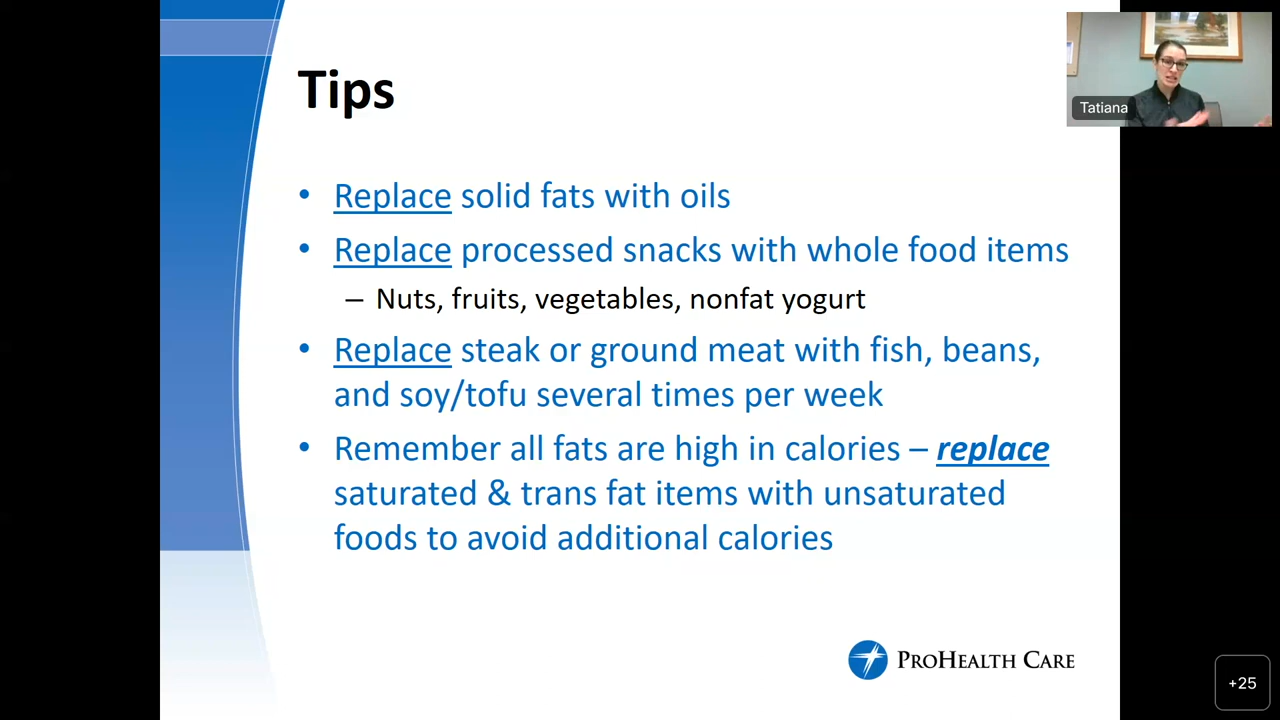 Tips
• Replace solid fats with oils
• Replace processed snacks with whole food items
– Nuts, fruits, vegetables, nonfat yogurt
• Replace steak or ground meat with fish, beans,
and soy/tofu several times per week
• Remember all fats are high in calories – replace
saturated & trans fat items with unsaturated
foods to avoid additional calories
PROHEALTH CARE
Tatiana
+25